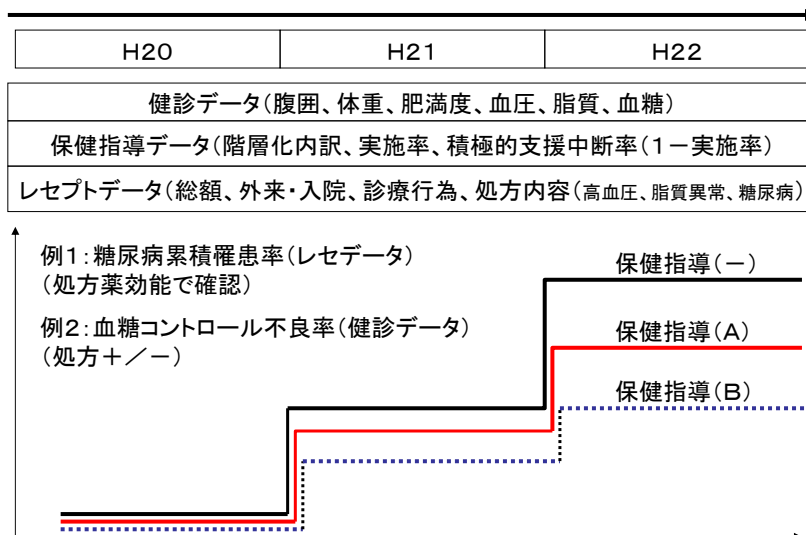 H20 H21 H22
健診データ(腹囲、体重、肥満度、血圧、脂質、血糖)
保健指導データ(階層化内訳、実施率、積極的支援中断率(1－実施率)
レセプトデータ(総額、外来・入院、診療行為、処方内容(高血圧、脂質異常、糖尿病)
例1:糖尿病累積罹患率(レセデータ)
(処方薬効能で確認)
例2:血糖コントロール不良率(健診データ)
(処方＋／－)
保健指導(－)
保健指導(A)
保健指導(B)